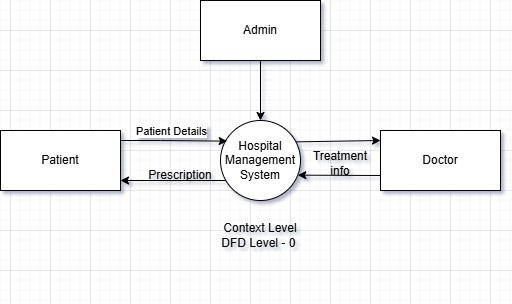 Admin
Patient Details
Patient
Prescription
Hospital
Management
System
Treatment
info
Doctor
Context Level
DFD Level - 0